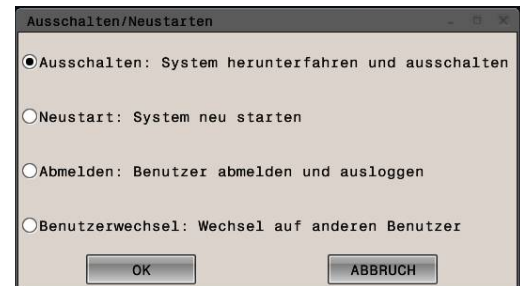 Ausschalten/Neustarten
Ausschalten: System herunterfahren und ausschalten
Neustart: System neu starten
Abmelden: Benutzer abmelden und ausloggen
Benutzerwechsel: Wechsel auf anderen Benutzer
OK ABBRUCH